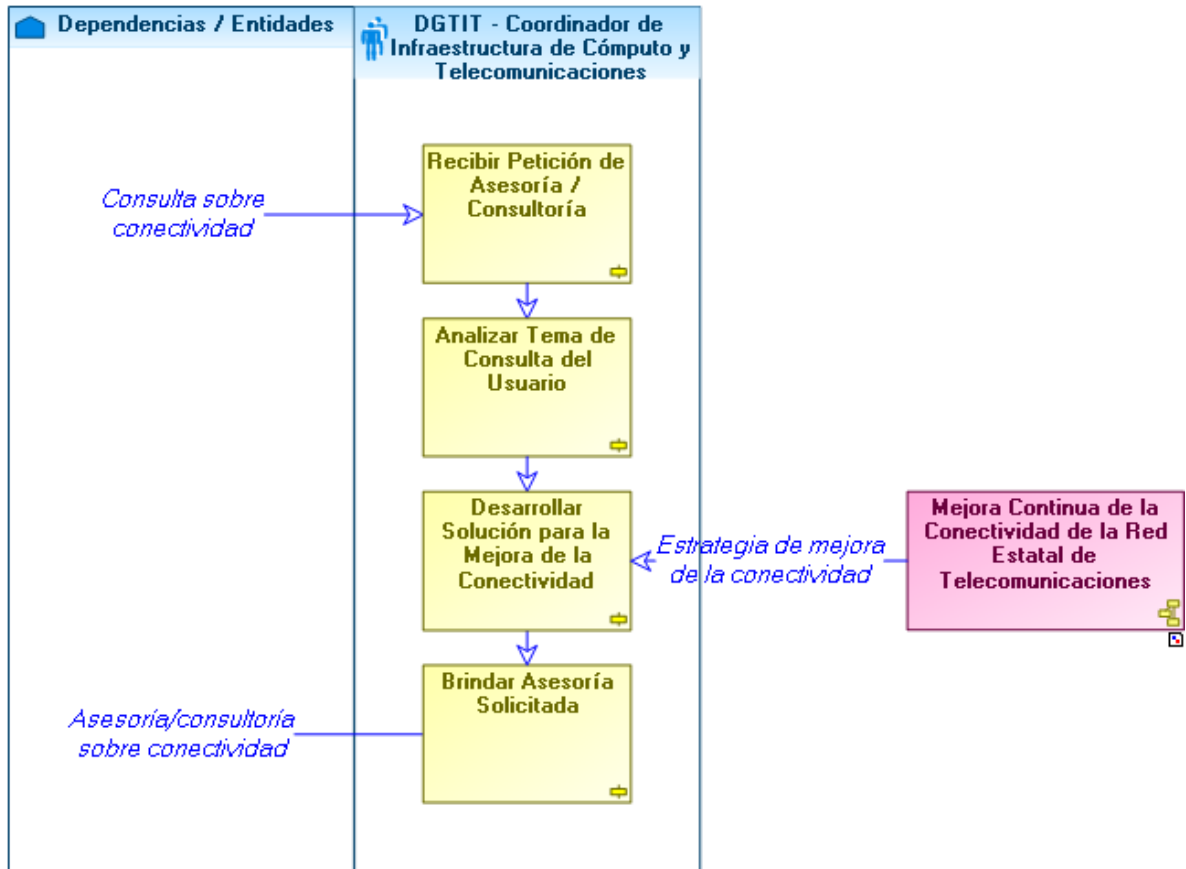 Dependencias / Entidades
DGTIT - Coordinador de
Infraestructura de Cómputo y
Telecomunicaciones
Recibir Petición de
Asesoría /
Consultoría
Consulta sobre
conectividad
Analizar Tema de
Consulta del
Usuario
Desarrollar
Solución para la
Mejora de la
Conectividad
Estrategia de mejora
de la conectividad
Mejora Continua de la
Conectividad de la Red
Estatal de
Telecomunicaciones
Brindar Asesoría
Solicitada
Asesoría/consultoría
sobre conectividad